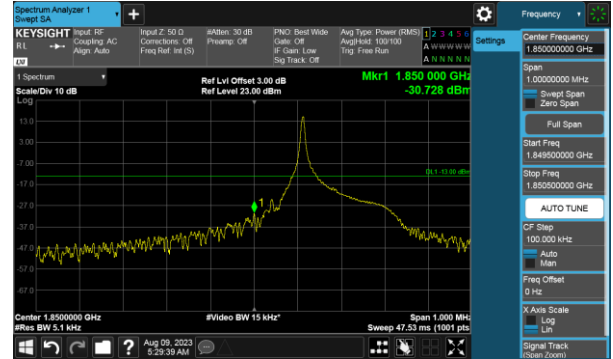 Spectrum Analyzer 1
Swept SA
Frequency
KEYSIGHT
RL
Input: RF
Coupling: AC
Align: Auto
Input Z: 50 Ω
Corrections: Off
Freq Ref: Int (S)
#Atten: 30 dB
Preamp: Off
PNO: Best Wide
Gate: Off
IF Gain: Low
Sig Track: Off
Avg Type: Power (RMS)
Avg|Hold: 100/100
Trig: Free Run
1 2 3 4 5 6
A W W W W W
A N N N N N
LXI
1 Spectrum
Scale/Div 10 dB
Ref Lvl Offset 3.00 dB
Ref Level 23.00 dBm
Mkr1 1.850 000 GHz
-30.728 dBm
Log
13.0
3.00
-7.00
-17.0
-27.0
-37.0
-47.0
-57.0
-67.0
DL1 -13.00 dBm
1
Center 1.8500000 GHz
#Res BW 5.1 kHz
#Video BW 15 kHz*
Span 1.000 MHz
Sweep 47.53 ms (1001 pts)
Aug 09, 2023
5:29:39 AM
Settings
Center Frequency
1.850000000 GHz
Span
1.00000000 MHz
Swept Span
Zero Span
Full Span
Start Freq
1.849500000 GHz
Stop Freq
1.850500000 GHz
AUTO TUNE
CF Step
100.000 kHz
Auto
Man
Freq Offset
0 Hz
X Axis Scale
Log
Lin
Signal Track
(Span Zoom)